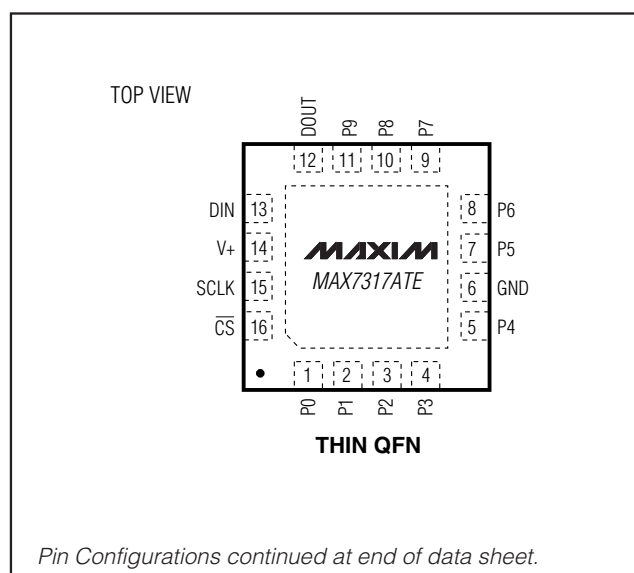 TOP VIEW
DOUT
P9
P8
P7
12 11 10 9
DIN 13
V+ 14
SCLK 15
C̅S̅ 16
8 P6
7 P5
6 GND
5 P4
MAXIM
MAX7317ATE
1 2 3 4
P0
P1
P2
P3
THIN QFN
Pin Configurations continued at end of data sheet.